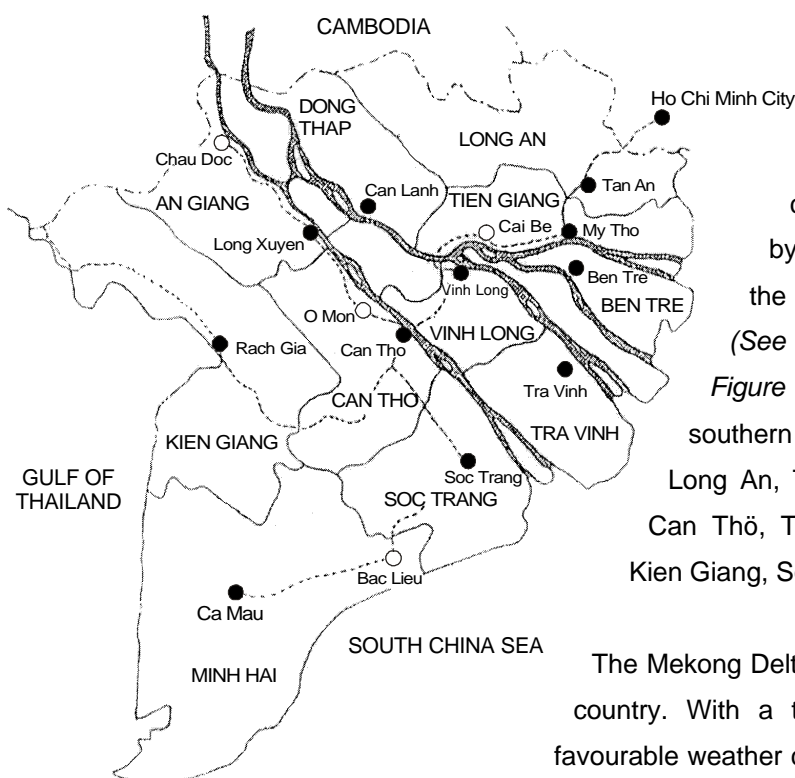 CAMBODIA
Ho Chi Minh City
DONG
THAP
LONG AN
Chau Doc
Tan An
Can Lanh
TIEN GIANG
AN GIANG
Cai Be
My Tho
Long Xuyen
Ben Tre
Vinh Long
BEN TRE
O Mon
VINH LONG
Rach Gia
Can Tho
Tra Vinh
CAN THO
TRA VINH
KIEN GIANG
GULF OF
THAILAND
Soc Trang
SOC TRANG
Bac Lieu
Ca Mau
SOUTH CHINA SEA
MINH HAI
by
the
(See
Figure
southern
Long An,
Can Thö,
Kien Giang,
The Mekong
country. With a
favourable weather